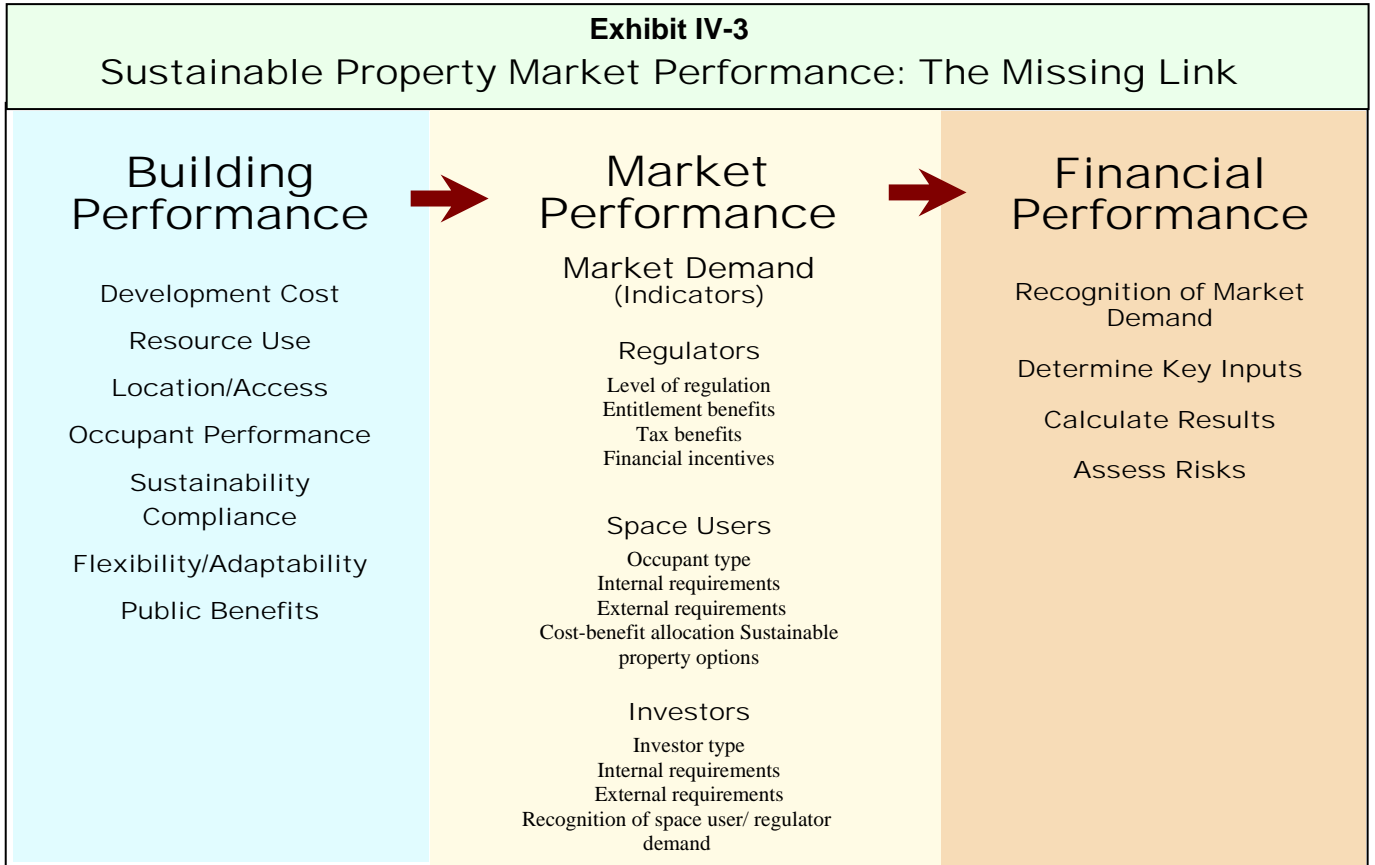 Exhibit IV-3
Sustainable Property Market Performance: The Missing Link
Building
Performance
Development Cost
Resource Use
Location/Access
Occupant Performance
Sustainability
Compliance
Flexibility/Adaptability
Public Benefits
Market
Performance
Market Demand
(Indicators)
Regulators
Level of regulation
Entitlement benefits
Tax benefits
Financial incentives
Space Users
Occupant type
Internal requirements
External requirements
Cost-benefit allocation Sustainable
property options
Investors
Investor type
Internal requirements
External requirements
Recognition of space user/ regulator
demand
Financial
Performance
Recognition of Market
Demand
Determine Key Inputs
Calculate Results
Assess Risks